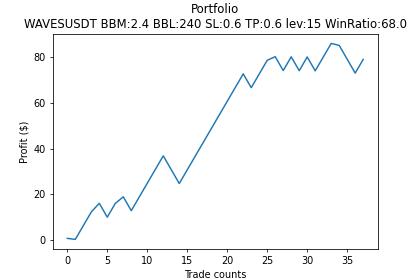 Portfolio
WAVESUSDT BBM:2.4 BBL:240 SL:0.6 TP:0.6 lev:15 WinRatio:68.0
80
60
40
20
0
Profit ($)
0 5 10 15 20 25 30 35
Trade counts